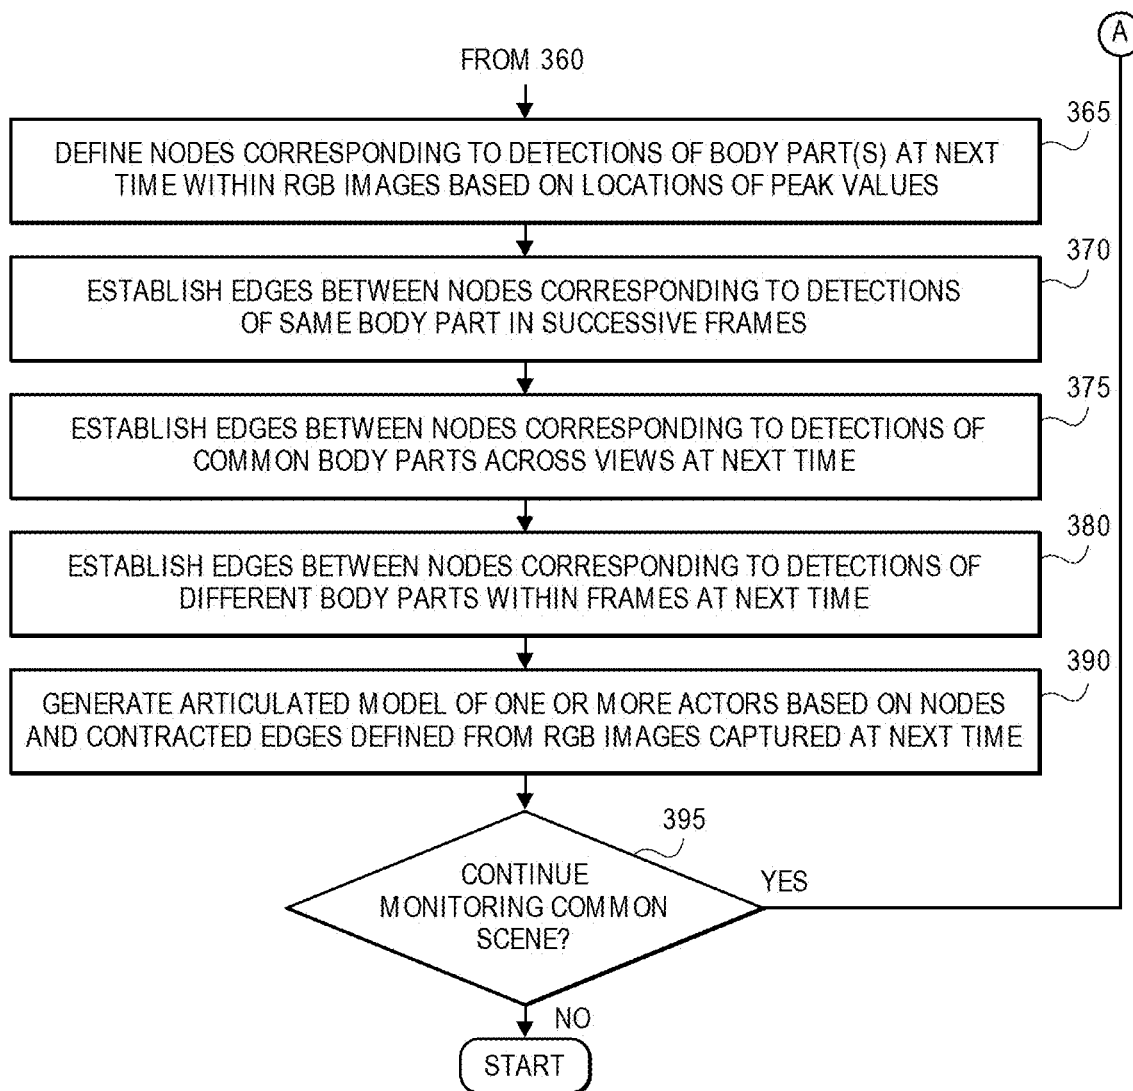 A
FROM 360
365
DEFINE NODES CORRESPONDING TO DETECTIONS OF BODY PART(S) AT NEXT
TIME WITHIN RGB IMAGES BASED ON LOCATIONS OF PEAK VALUES
370
ESTABLISH EDGES BETWEEN NODES CORRESPONDING TO DETECTIONS
OF SAME BODY PART IN SUCCESSIVE FRAMES
375
ESTABLISH EDGES BETWEEN NODES CORRESPONDING TO DETECTIONS OF
COMMON BODY PARTS ACROSS VIEWS AT NEXT TIME
380
ESTABLISH EDGES BETWEEN NODES CORRESPONDING TO DETECTIONS OF
DIFFERENT BODY PARTS WITHIN FRAMES AT NEXT TIME
390
GENERATE ARTICULATED MODEL OF ONE OR MORE ACTORS BASED ON NODES
AND CONTRACTED EDGES DEFINED FROM RGB IMAGES CAPTURED AT NEXT TIME
395
CONTINUE
MONITORING COMMON
SCENE?
YES
NO
START